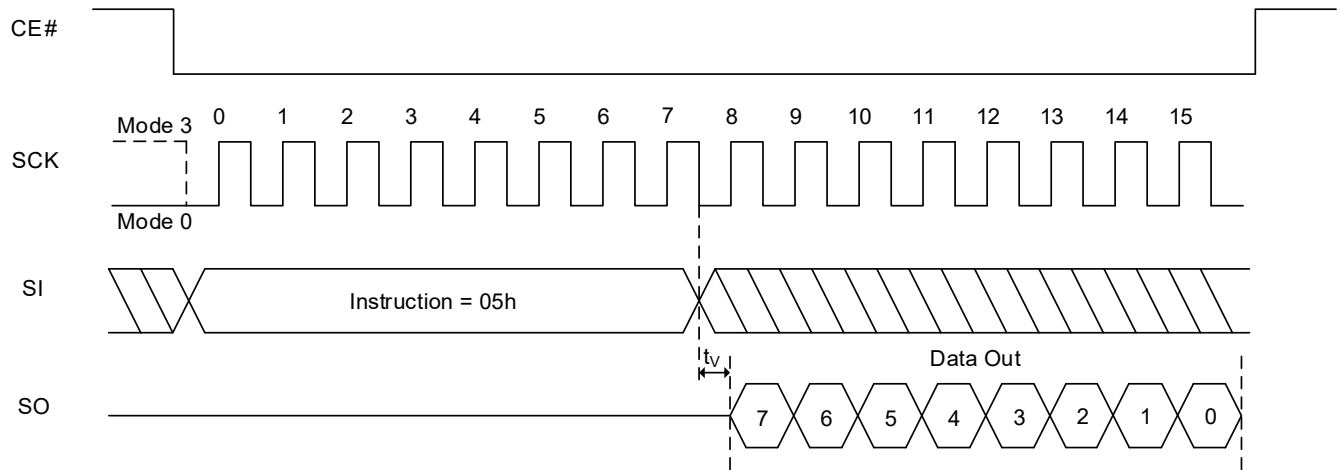 CE#
0 1 2 3 4 5 6 7 8 9 10 11 12 13 14 15
Mode 3
SCK
Mode 0
SI
Instruction = 05h
tV
Data Out
SO
7 6 5 4 3 2 1 0